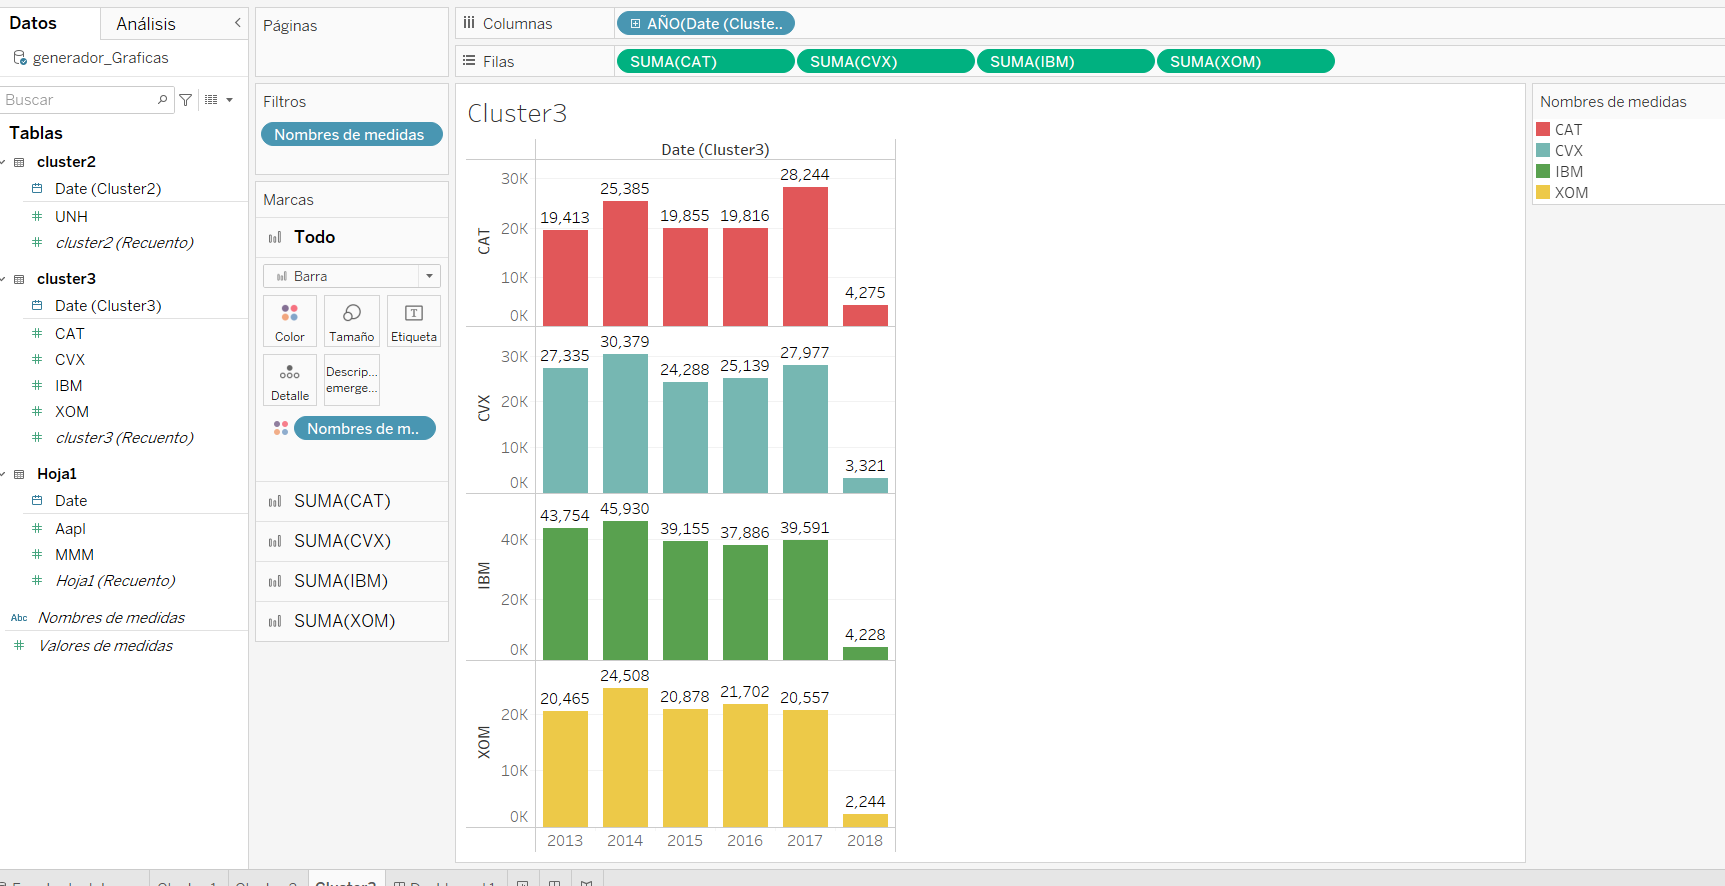 Datos
Análisis
generador_Graficas
Buscar
Tablas
cluster2
Date (Cluster2)
UNH
cluster2 (Recuento)
cluster3
Date (Cluster3)
CAT
CVX
IBM
XOM
cluster3 (Recuento)
Hoja1
Date
Aapl
MMM
Hoja1 (Recuento)
Abc Nombres de medidas
Valores de medidas
Páginas
Filtros
Nombres de medidas
Marcas
Todo
Barra
Color
Tamaño
Etiqueta
Detalle
Descrip...
emerge...
Nombres de m..
SUMA(CAT)
SUMA(CVX)
SUMA(IBM)
SUMA(XOM)
Columnas
AÑO(Date (Cluste..
Filas
SUMA(CAT)
SUMA(CVX)
SUMA(IBM)
SUMA(XOM)
Cluster3
Date (Cluster3)
CAT
30K
20K
10K
0K
19,413
25,385
19,855
19,816
28,244
4,275
CVX
30K
20K
10K
0K
27,335
30,379
24,288
25,139
27,977
3,321
IBM
40K
20K
0K
43,754
45,930
39,155
37,886
39,591
4,228
XOM
20K
10K
0K
20,465
24,508
20,878
21,702
20,557
2,244
2013
2014
2015
2016
2017
2018
Nombres de medidas
CAT
CVX
IBM
XOM
Cluster3